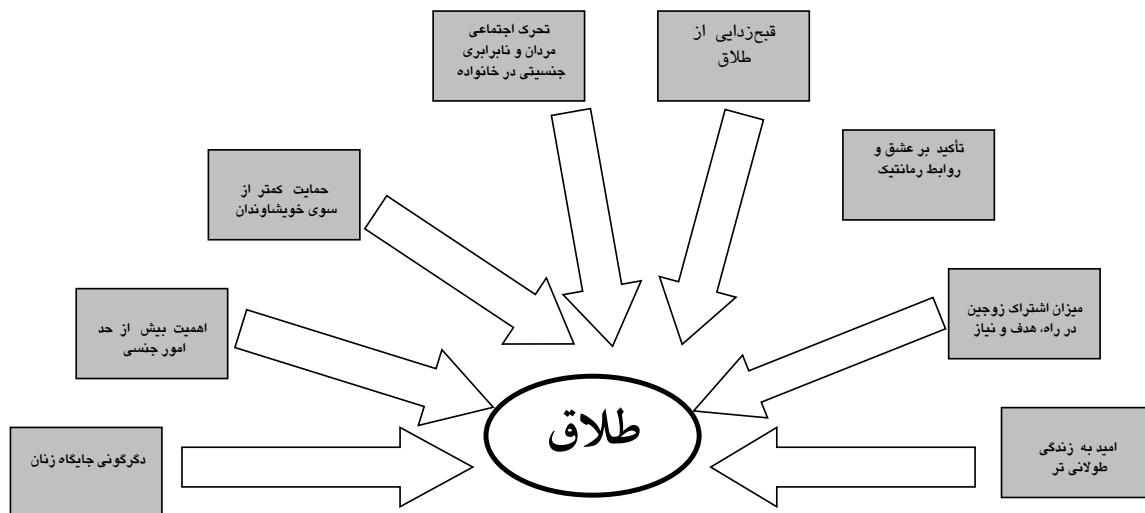 تحرک اجتماعی
مردان و نابرابری
جنسیتی در خانواده
قبح‌زدایی از
طلاق
تأکید بر عشق و
روابط رمانتیک
حمایت کمتر از
سوی خویشاوندان
میزان اشتراک زوجین
در راه، هدف و نیاز
اهمیت بیش از حد
امور جنسی
طلاق
امید به زندگی
طولانی تر
دگرگونی جایگاه زنان